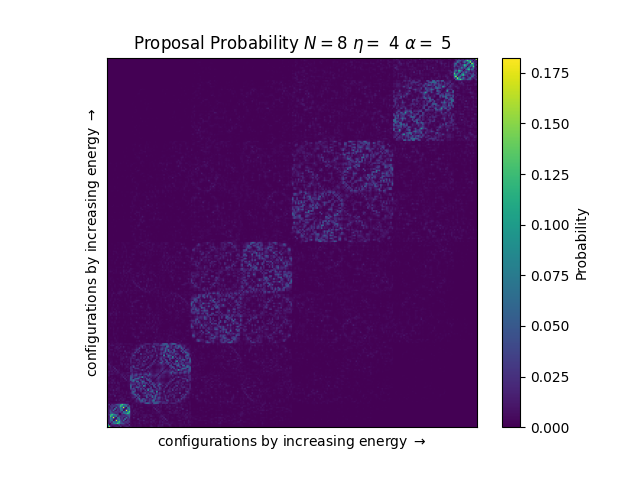 Proposal Probability N = 8 η = 4 α = 5
configurations by increasing energy →
configurations by increasing energy →
0.175
0.150
0.125
0.100
0.075
0.050
0.025
0.000
Probability